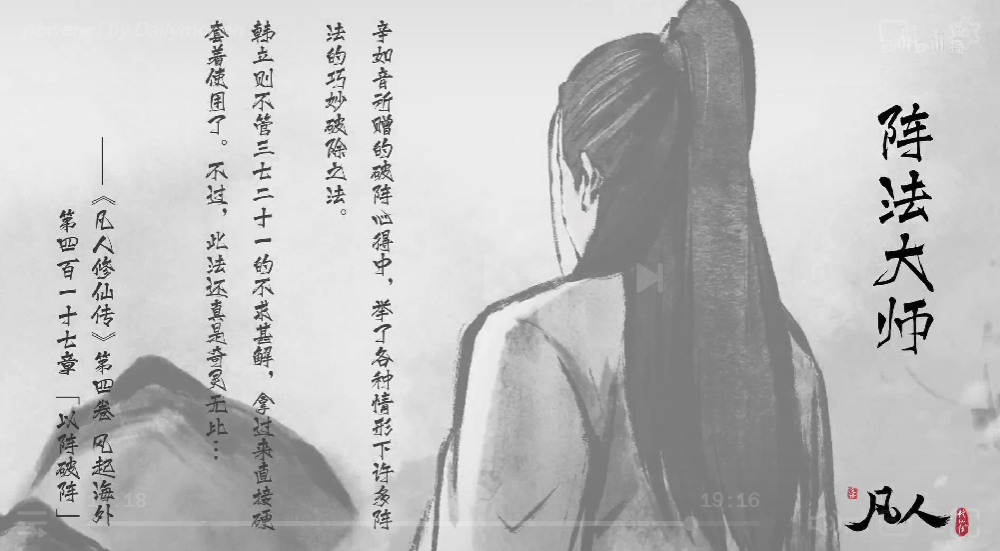 陈法大师
辛如音所赠的破阵心得中，举了各种情形下许多阵
法的巧妙破除之法。
韩立则不管三七二十一的不求甚解，拿过来直接硬
套着使用了。不过，此法还真是奇灵无比…
——《凡人修仙传》第四卷 风起海外
第四百一十七章 「以阵破阵」
凡人
powered by Dailymotion
bilibili
18
19:16